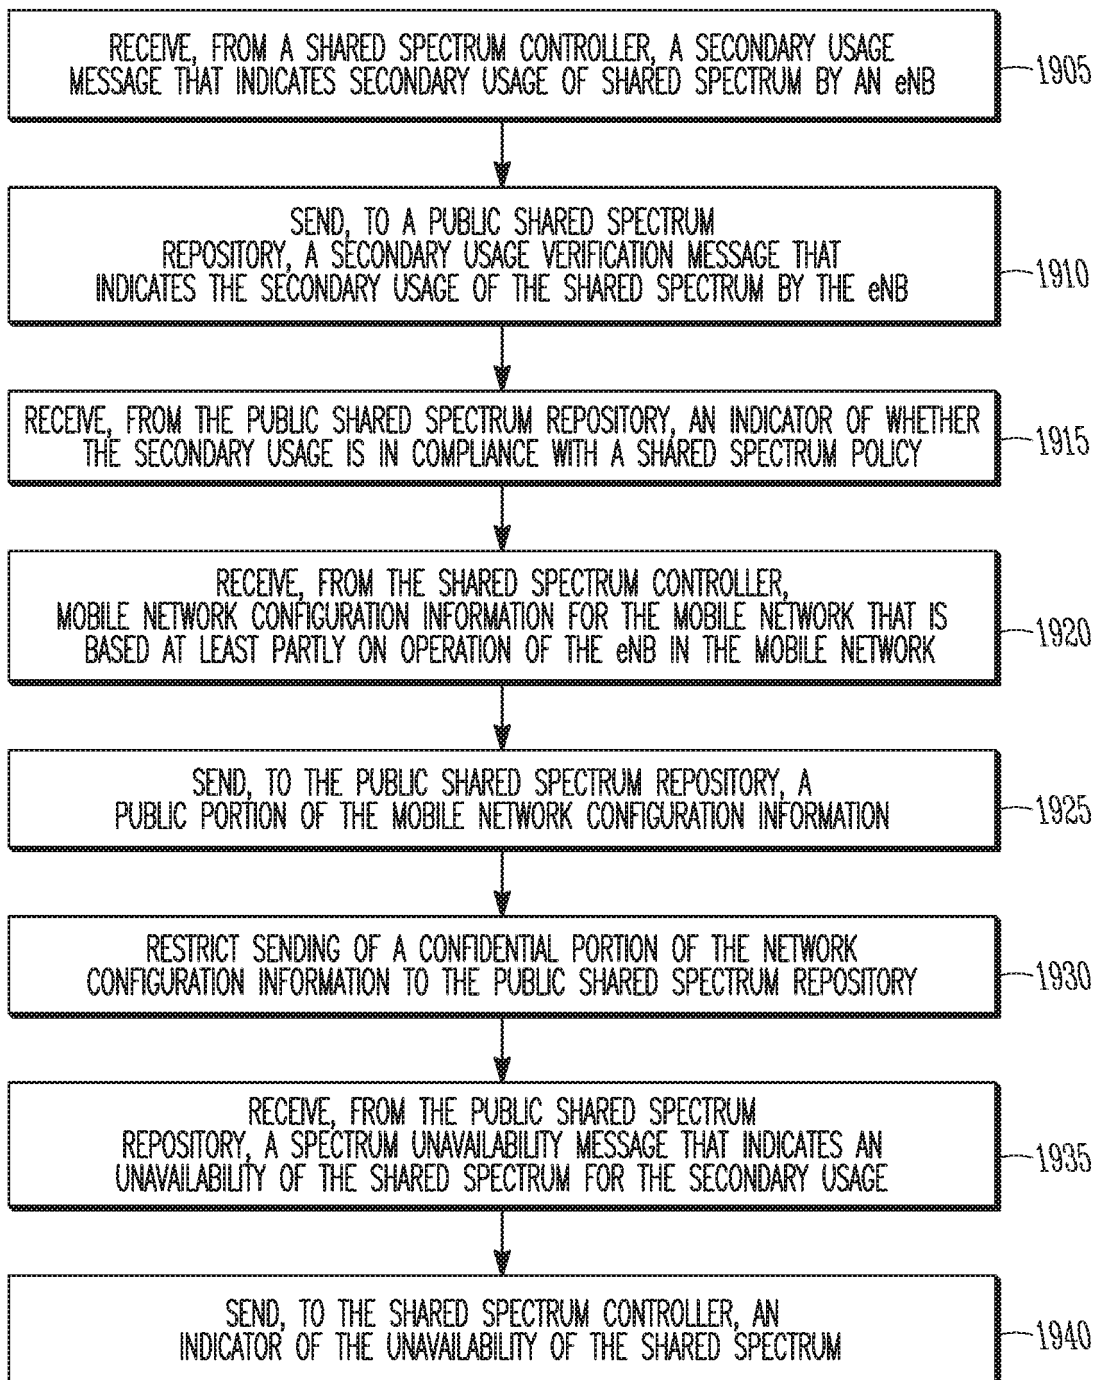 RECEIVE, FROM A SHARED SPECTRUM CONTROLLER, A SECONDARY USAGE
MESSAGE THAT INDICATES SECONDARY USAGE OF SHARED SPECTRUM BY AN eNB
1905
SEND, TO A PUBLIC SHARED SPECTRUM
REPOSITORY, A SECONDARY USAGE VERIFICATION MESSAGE THAT
INDICATES THE SECONDARY USAGE OF THE SHARED SPECTRUM BY THE eNB
1910
RECEIVE, FROM THE PUBLIC SHARED SPECTRUM REPOSITORY, AN INDICATOR OF WHETHER
THE SECONDARY USAGE IS IN COMPLIANCE WITH A SHARED SPECTRUM POLICY
1915
RECEIVE, FROM THE SHARED SPECTRUM CONTROLLER,
MOBILE NETWORK CONFIGURATION INFORMATION FOR THE MOBILE NETWORK THAT IS
BASED AT LEAST PARTLY ON OPERATION OF THE eNB IN THE MOBILE NETWORK
1920
SEND, TO THE PUBLIC SHARED SPECTRUM REPOSITORY, A
PUBLIC PORTION OF THE MOBILE NETWORK CONFIGURATION INFORMATION
1925
RESTRICT SENDING OF A CONFIDENTIAL PORTION OF THE NETWORK
CONFIGURATION INFORMATION TO THE PUBLIC SHARED SPECTRUM REPOSITORY
1930
RECEIVE, FROM THE PUBLIC SHARED SPECTRUM
REPOSITORY, A SPECTRUM UNAVAILABILITY MESSAGE THAT INDICATES AN
UNAVAILABILITY OF THE SHARED SPECTRUM FOR THE SECONDARY USAGE
1935
SEND, TO THE SHARED SPECTRUM CONTROLLER, AN
INDICATOR OF THE UNAVAILABILITY OF THE SHARED SPECTRUM
1940